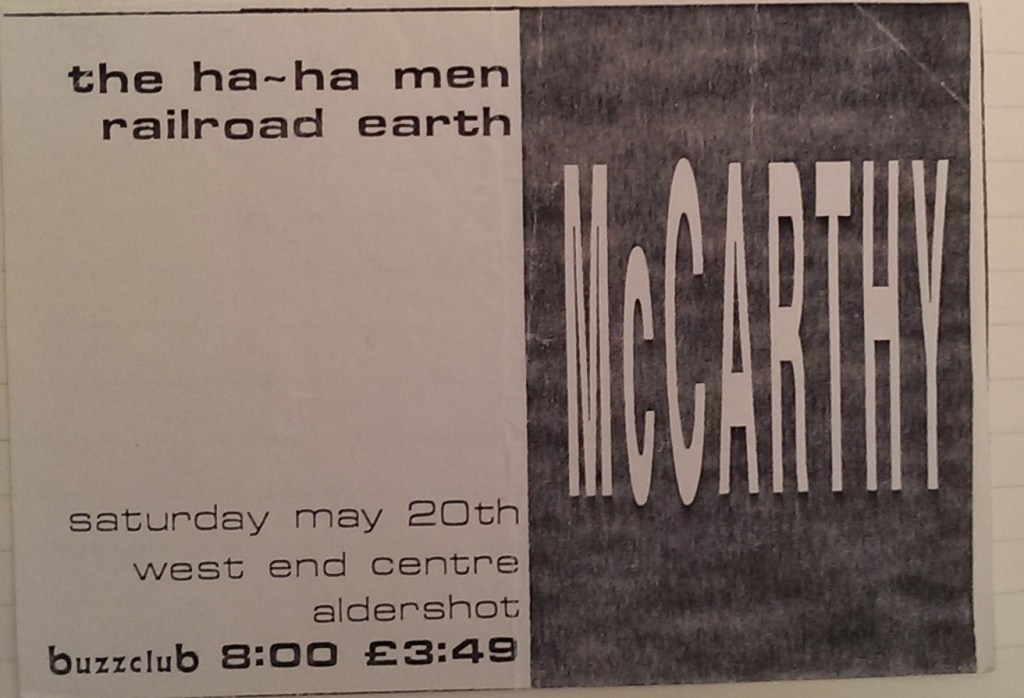 the ha~ha men
railroad earth
McCARTHY
saturday may 20th
west end centre
aldershot
buzzclub 8:00 £3:49